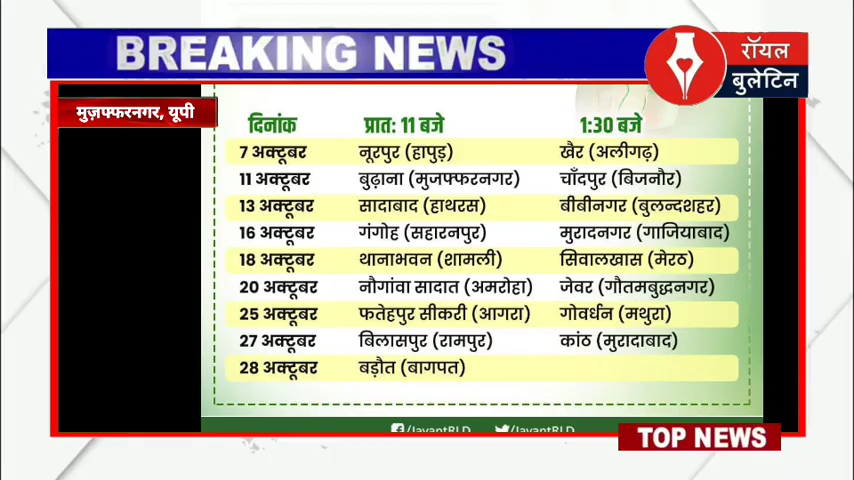 BREAKING NEWS
रॉयल
बुलेटिन
मुज़फ्फरनगर, यूपी
दिनांक प्रात: 11 बजे 1:30 बजे
7 अक्टूबर नूरपुर (हापुड़) खैर (अलीगढ़)
11 अक्टूबर बुढ़ाना (मुजफ्फरनगर) चाँदपुर (बिजनौर)
13 अक्टूबर सादाबाद (हाथरस) बीबीनगर (बुलन्दशहर)
16 अक्टूबर गंगोह (सहारनपुर) मुरादनगर (गाजियाबाद)
18 अक्टूबर थानाभवन (शामली) सिवालखास (मेरठ)
20 अक्टूबर नौगांवा सादात (अमरोहा) जेवर (गौतमबुद्धनगर)
25 अक्टूबर फतेहपुर सीकरी (आगरा) गोवर्धन (मथुरा)
27 अक्टूबर बिलासपुर (रामपुर) कांठ (मुरादाबाद)
28 अक्टूबर बड़ौत (बागपत)
/JayantRLD /JayantRLD
TOP NEWS